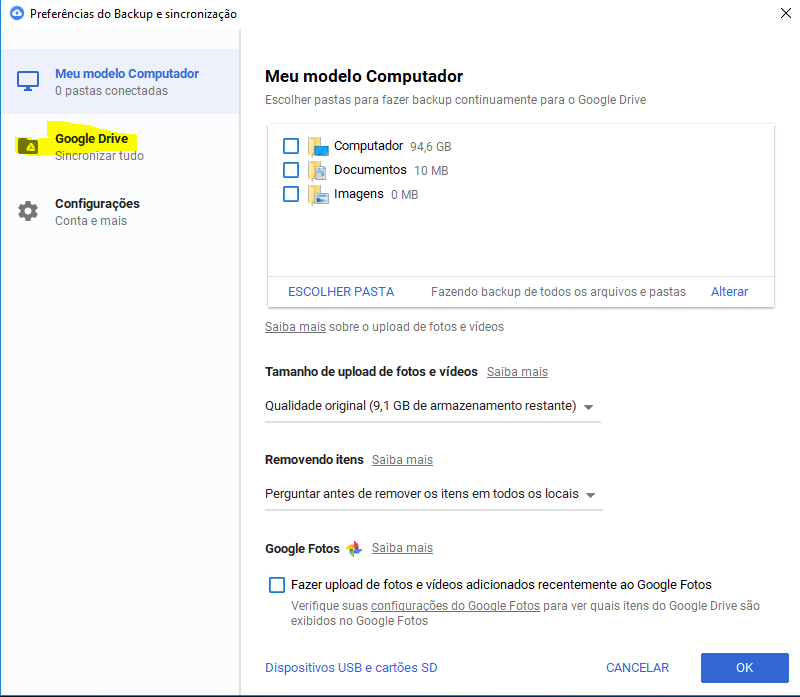 Preferências do Backup e sincronização
Meu modelo Computador
0 pastas conectadas
Google Drive
Sincronizar tudo
Configurações
Conta e mais
Meu modelo Computador
Escolher pastas para fazer backup continuamente para o Google Drive
Computador 94,6 GB
Documentos 10 MB
Imagens 0 MB
ESCOLHER PASTA Fazendo backup de todos os arquivos e pastas Alterar
Saiba mais sobre o upload de fotos e vídeos
Tamanho de upload de fotos e vídeos Saiba mais
Qualidade original (9,1 GB de armazenamento restante)
Removendo itens Saiba mais
Perguntar antes de remover os itens em todos os locais
Google Fotos Saiba mais
Fazer upload de fotos e vídeos adicionados recentemente ao Google Fotos
Verifique suas configurações do Google Fotos para ver quais itens do Google Drive são
exibidos no Google Fotos
Dispositivos USB e cartões SD CANCELAR OK